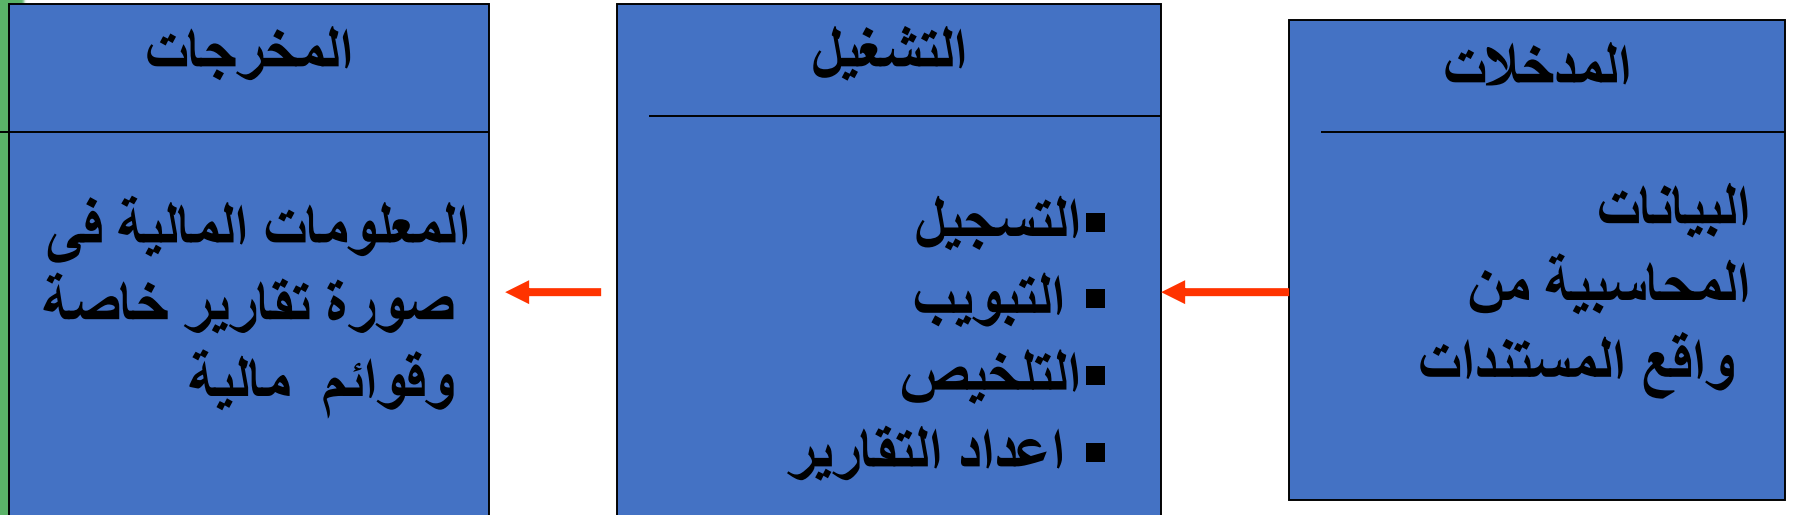 المدخلات
البيانات
المحاسبية من
واقع المستندات
التشغيل
▪التسجيل
▪ التبويب
▪التلخيص
▪ اعداد التقارير
المخرجات
المعلومات المالية فى
صورة تقارير خاصة
وقوائم مالية